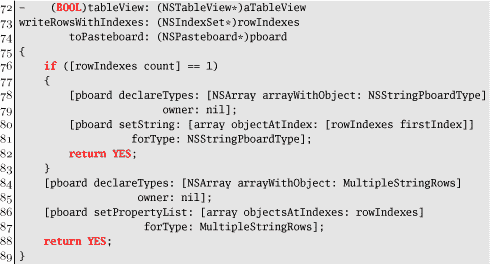 72 -    (BOOL)tableView: (NSTableView*)aTableView
73 writeRowsWithIndexes: (NSIndexSet*)rowIndexes
74         toPasteboard: (NSPasteboard*)pboard
75 {
76     if ([rowIndexes count] == 1)
77     {
78         [pboard declareTypes: [NSArray arrayWithObject: NSStringPboardType]
79                        owner: nil];
80         [pboard setString: [array objectAtIndex: [rowIndexes firstIndex]]
81                   forType: NSStringPboardType];
82         return YES;
83     }
84     [pboard declareTypes: [NSArray arrayWithObject: MultipleStringRows]
85                    owner: nil];
86     [pboard setPropertyList: [array objectsAtIndexes: rowIndexes]
87                     forType: MultipleStringRows];
88     return YES;
89 }